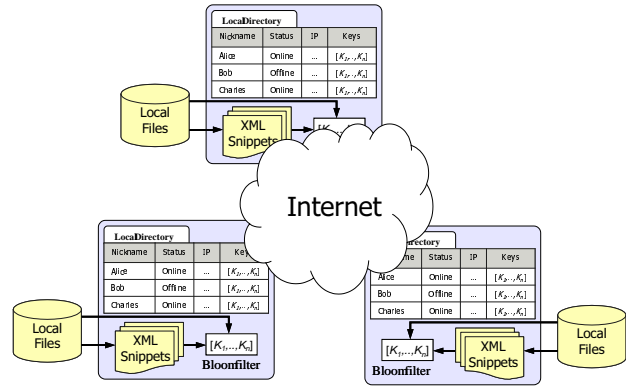 LocaDirectory
Nickname Status IP Keys
Alice Online ... [K1,..,Kn]
Bob Offline ... [K1,..,Kn]
Charles Online ... [K1,..,Kn]
Local
Files
XML
Snippets
Internet
LocaDirectory
Nickname Status IP
Alice Online ... [K1,..,Kn]
Bob Offline ... [K1,..,Kn]
Charles Online ... [K1,..,Kn]
Local
Files
XML
Snippets
[K1,..,Kn]
Bloomfilter
Status IP Keys
Alice Online ... [K1,..,Kn]
Bob Offline ... [K1,..,Kn]
Charles Online ... [K1,..,Kn]
Local
Files
XML
Snippets
[K1,..,Kn]
Bloomfilter